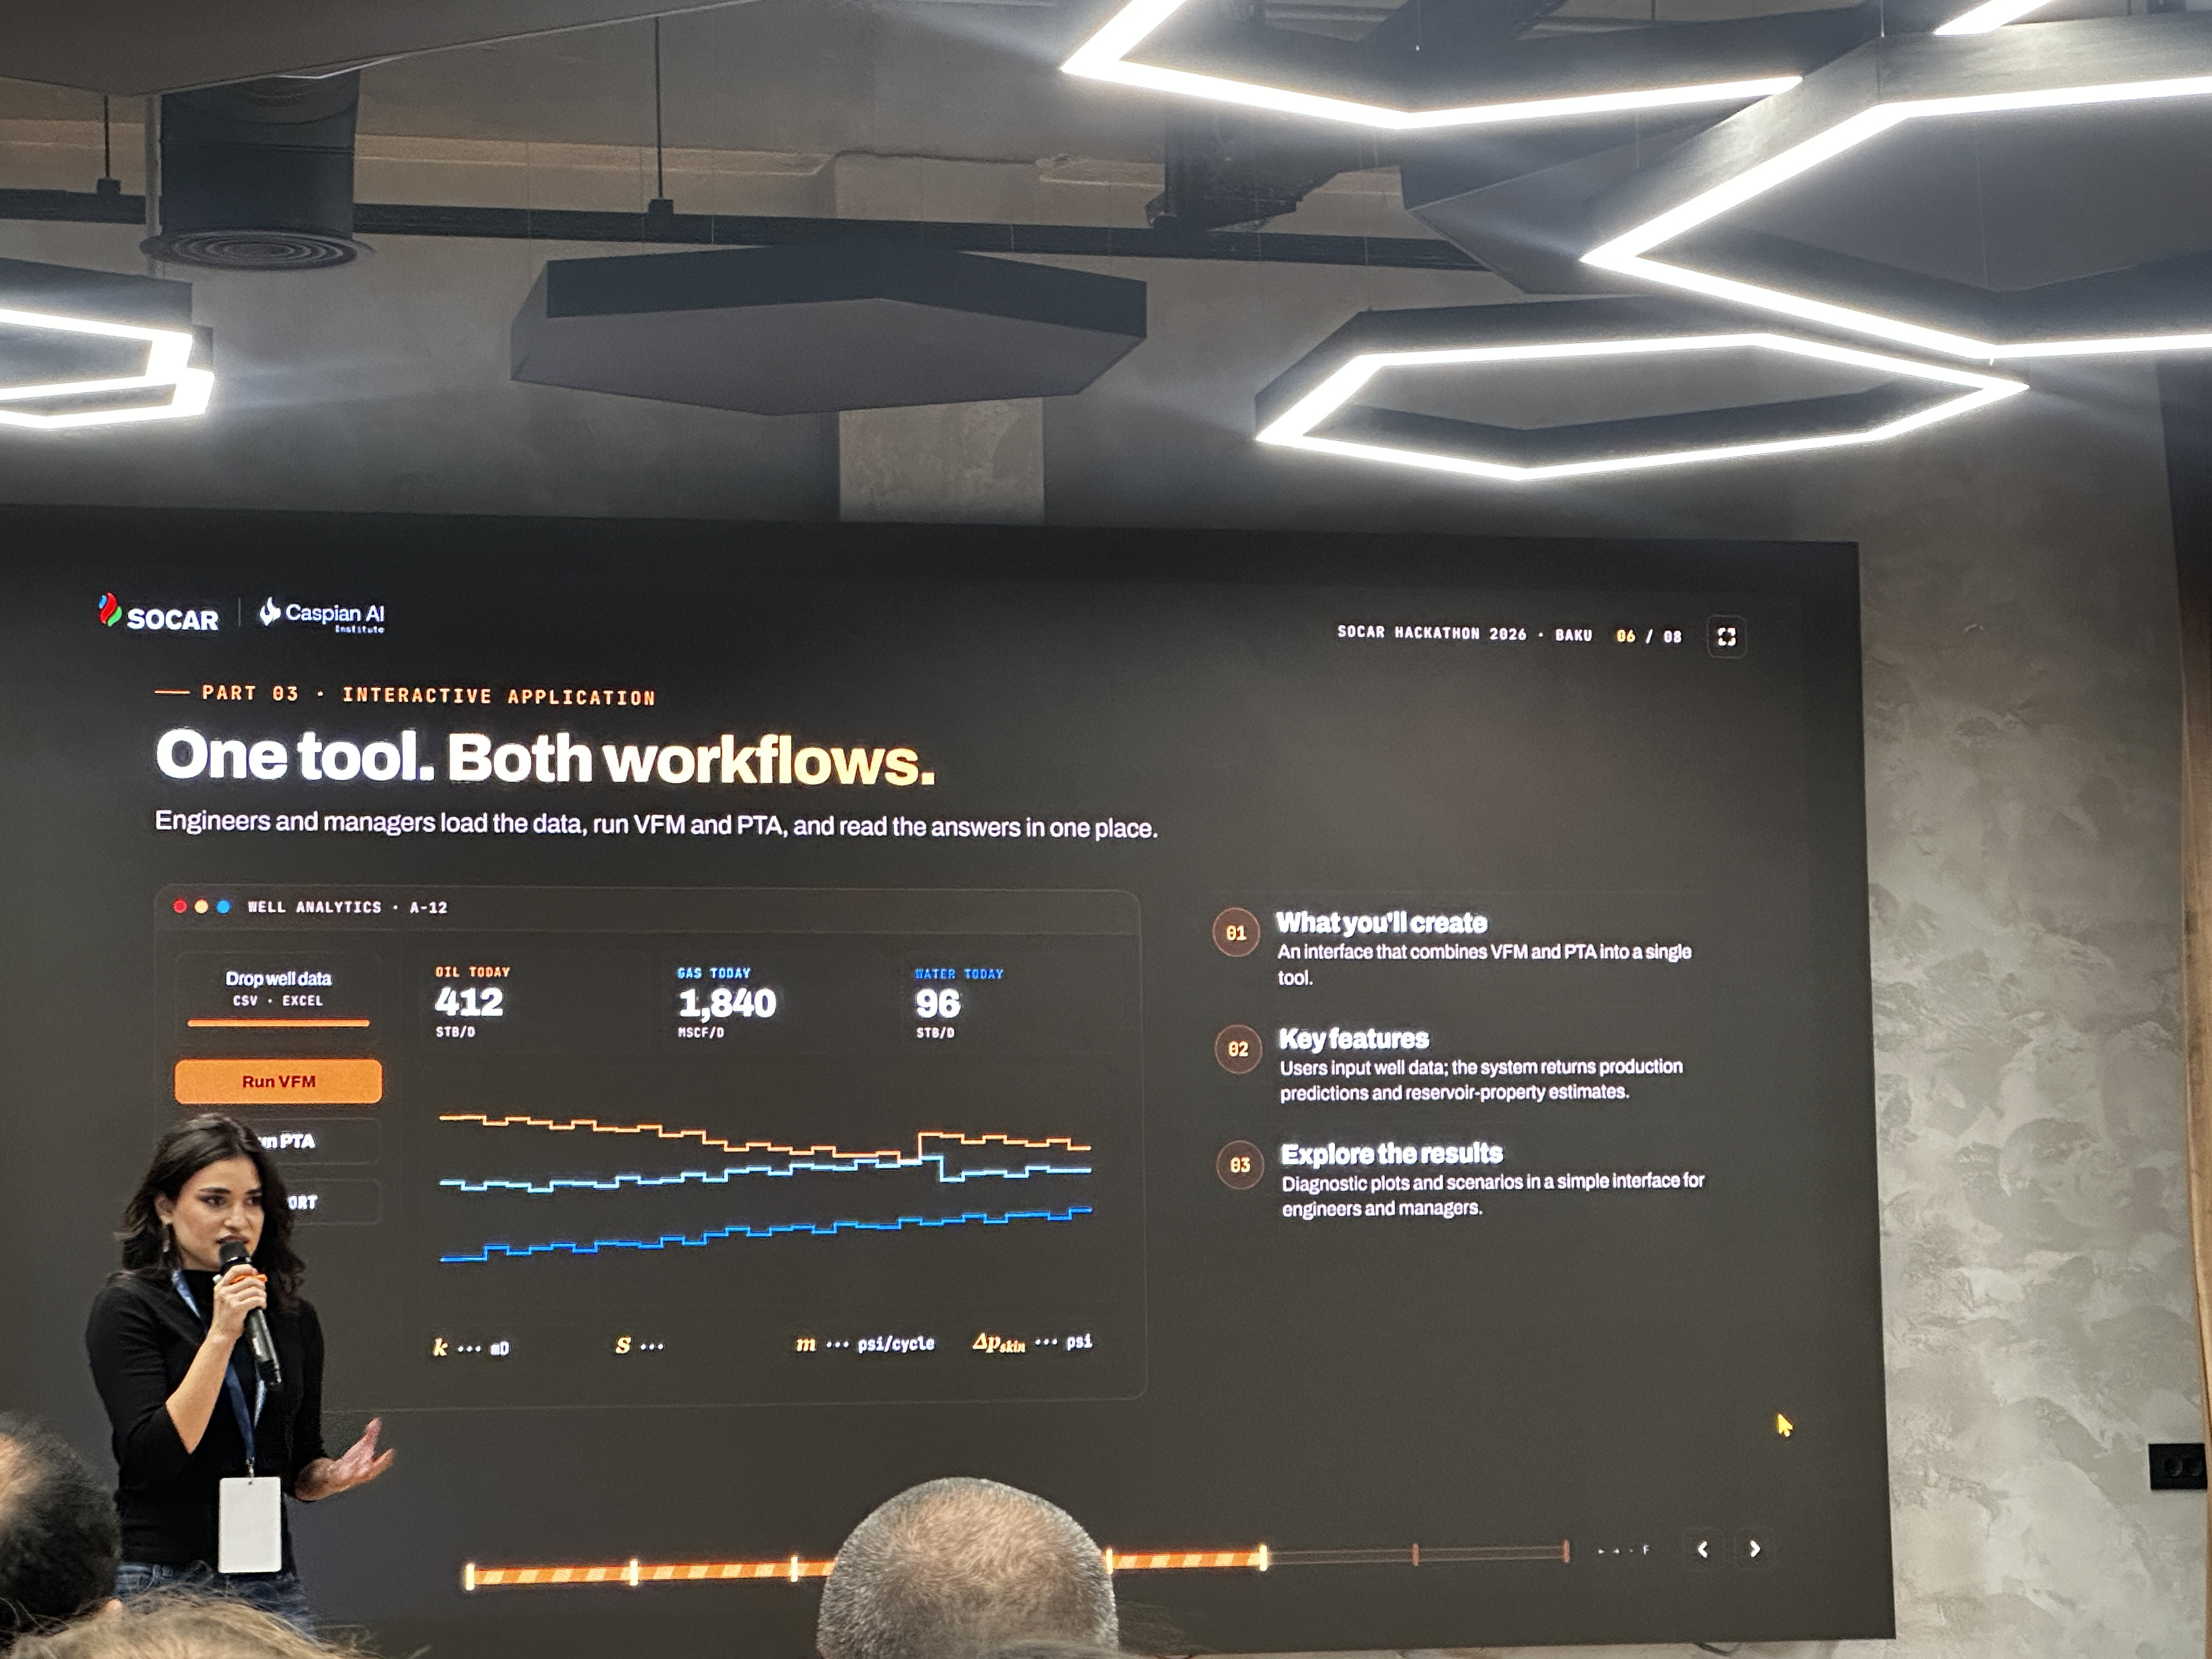 SOCAR
Caspian AI
Institute
SOCAR HACKATHON 2026 · BAKU 06 / 08
PART 03 · INTERACTIVE APPLICATION
One tool. Both workflows.
Engineers and managers load the data, run VFM and PTA, and read the answers in one place.
WELL ANALYTICS · A-12
Drop well data
CSV · EXCEL
Run VFM
PTA
OIL TODAY
412
STB/D
GAS TODAY
1,840
MSCF/D
WATER TODAY
96
STB/D
k ··· mD
S ···
m ··· psi/cycle
Δpskin ··· psi
01
What you'll create
An interface that combines VFM and PTA into a single
tool.
02
Key features
Users input well data; the system returns production
predictions and reservoir-property estimates.
03
Explore the results
Diagnostic plots and scenarios in a simple interface for
engineers and managers.